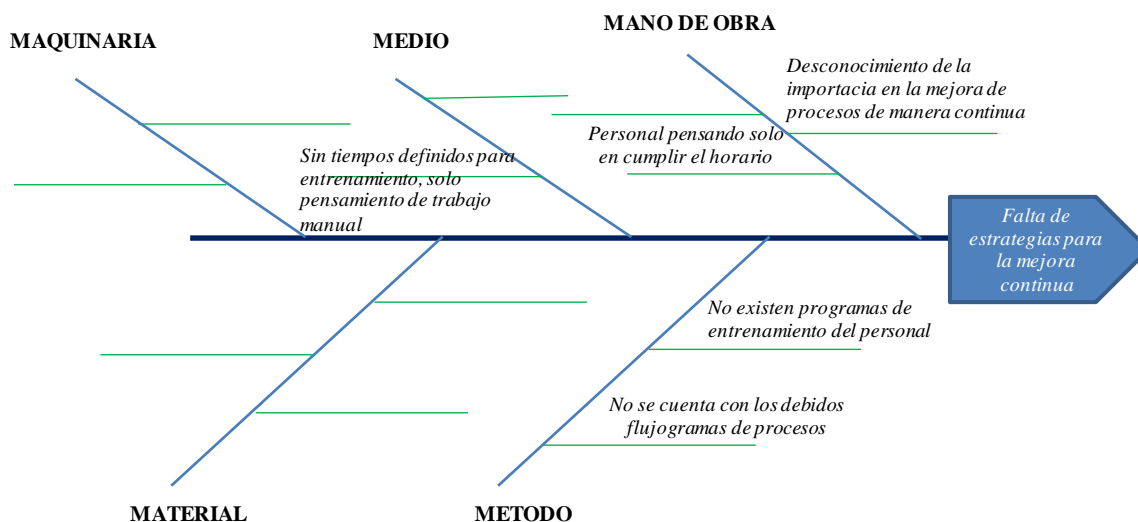 MAQUINARIA
MEDIO
MANO DE OBRA
Desconocimiento de la
importacia en la mejora de
procesos de manera continua
Personal pensando solo
en cumplir el horario
Sin tiempos definidos para
entrenamiento, solo
pensamiento de trabajo
manual
Falta de
estrategias para
la mejora
continua
No existen programas de
entrenamiento del personal
No se cuenta con los debidos
flujogramas de procesos
MATERIAL
METODO